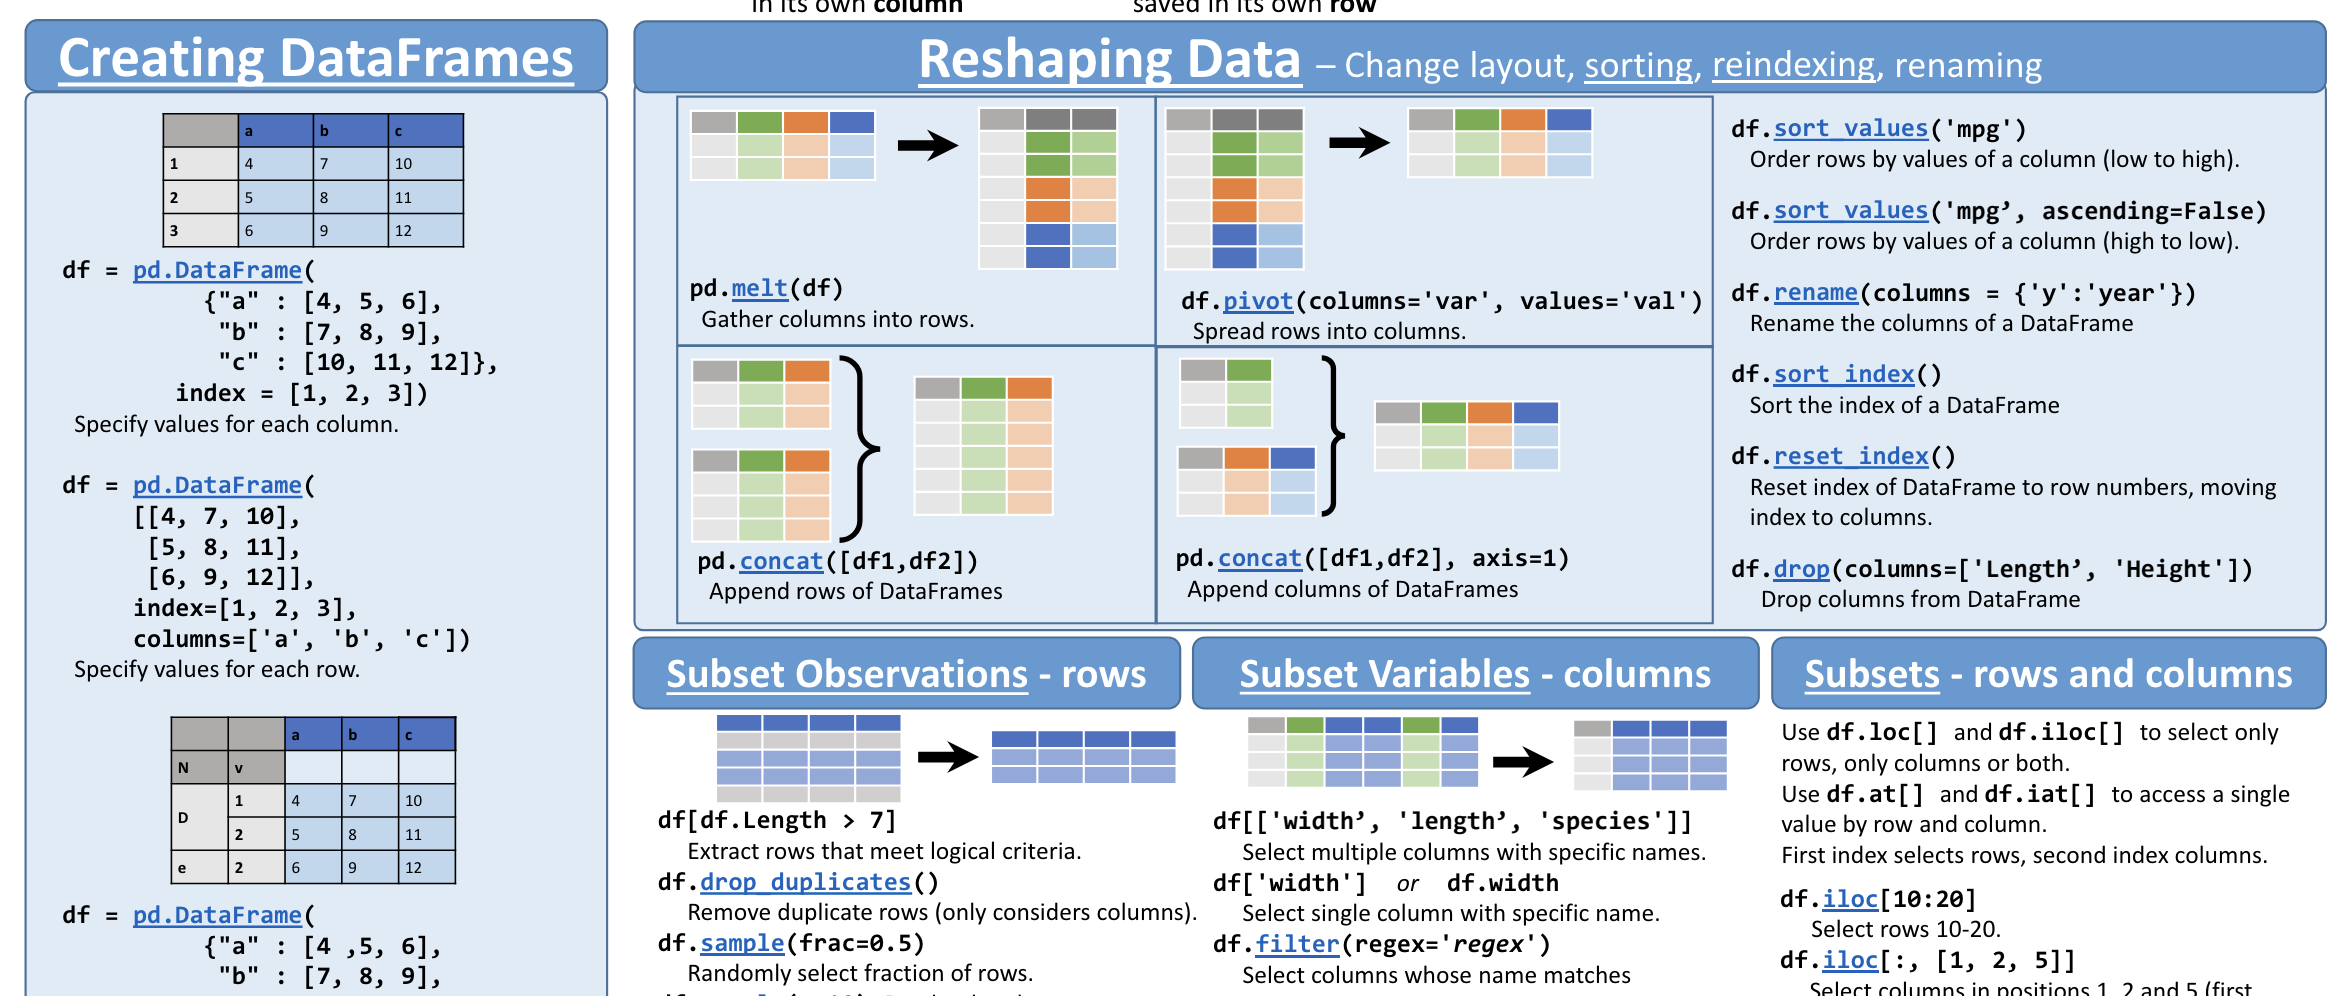 in its own column
saved in its own row
Creating DataFrames
a b c
1 4 7 10
2 5 8 11
3 6 9 12
df = pd.DataFrame(
{"a" : [4, 5, 6],
"b" : [7, 8, 9],
"c" : [10, 11, 12]},
index = [1, 2, 3])
Specify values for each column.
df = pd.DataFrame(
[[4, 7, 10],
[5, 8, 11],
[6, 9, 12]],
index=[1, 2, 3],
columns=['a', 'b', 'c'])
Specify values for each row.
a b c
N v
D 1 4 7 10
2 5 8 11
e 2 6 9 12
df = pd.DataFrame(
{"a" : [4 ,5, 6],
"b" : [7, 8, 9],
Reshaping Data – Change layout, sorting, reindexing, renaming
pd.melt(df)
Gather columns into rows.
df.pivot(columns='var', values='val')
Spread rows into columns.
pd.concat([df1,df2])
Append rows of DataFrames
pd.concat([df1,df2], axis=1)
Append columns of DataFrames
df.sort_values('mpg')
Order rows by values of a column (low to high).
df.sort_values('mpg’, ascending=False)
Order rows by values of a column (high to low).
df.rename(columns = {'y':'year'})
Rename the columns of a DataFrame
df.sort_index()
Sort the index of a DataFrame
df.reset_index()
Reset index of DataFrame to row numbers, moving
index to columns.
df.drop(columns=['Length’, 'Height'])
Drop columns from DataFrame
Subset Observations - rows
df[df.Length > 7]
Extract rows that meet logical criteria.
df.drop_duplicates()
Remove duplicate rows (only considers columns).
df.sample(frac=0.5)
Randomly select fraction of rows.
Subset Variables - columns
df[['width’, 'length’, 'species']]
Select multiple columns with specific names.
df['width'] or df.width
Select single column with specific name.
df.filter(regex='regex')
Select columns whose name matches
Subsets - rows and columns
Use df.loc[] and df.iloc[] to select only
rows, only columns or both.
Use df.at[] and df.iat[] to access a single
value by row and column.
First index selects rows, second index columns.
df.iloc[10:20]
Select rows 10-20.
df.iloc[:, [1, 2, 5]]
Select columns in positions 1, 2 and 5 (first